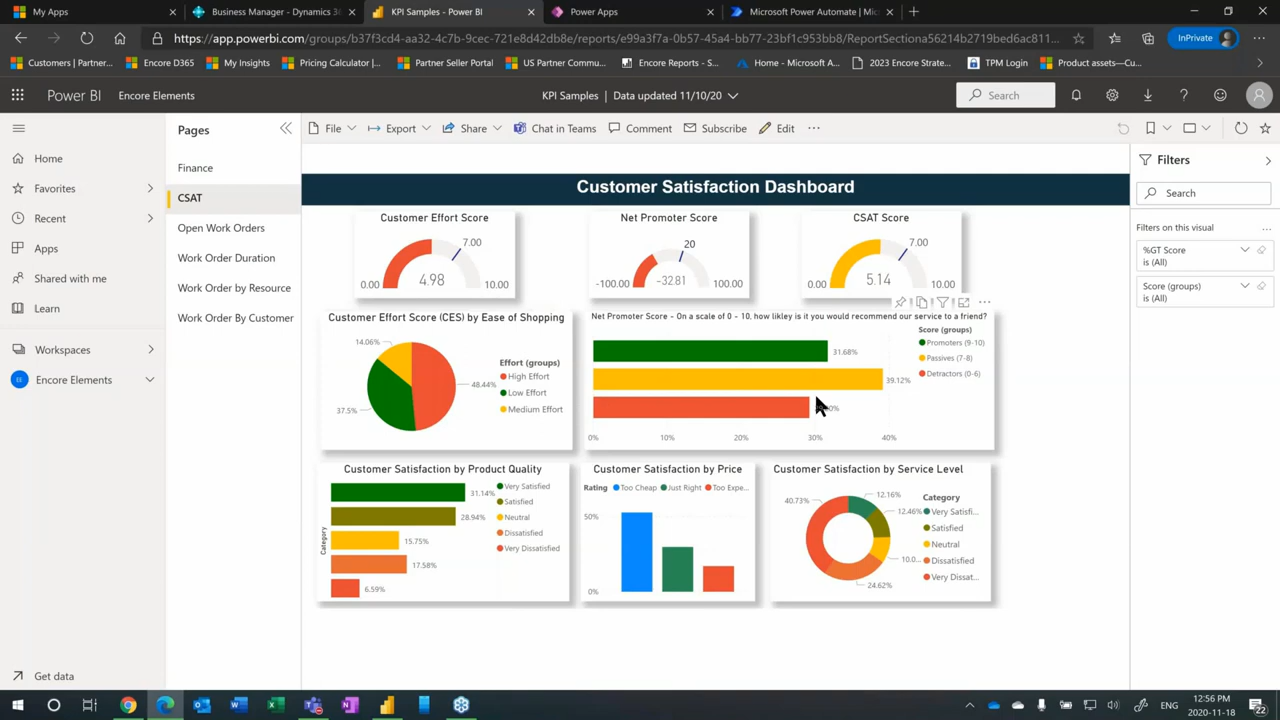 My Apps
Business Manager - Dynamics 36
KPI Samples - Power BI
Power Apps
Microsoft Power Automate | Mic
https://app.powerbi.com/groups/b37f3cd4-aa32-4c7b-9cec-721e8d42db8e/reports/e99a3f7a-0b57-45a4-bb77-23bf1c953bb8/ReportSectiona56214b2719bed6ac811...
InPrivate
Customers | Partner...
Encore D365
My Insights
Pricing Calculator |...
Partner Seller Portal
US Partner Commu...
Encore Reports - S...
Home - Microsoft A...
2023 Encore Strate...
TPM Login
Product assets—Cu...
Power BI
Encore Elements
KPI Samples | Data updated 11/10/20
Search
Pages
File
Export
Share
Chat in Teams
Comment
Subscribe
Edit
Filters
Search
Filters on this visual
%GT Score
is (All)
Score (groups)
is (All)
Home
Favorites
Recent
Apps
Shared with me
Learn
Workspaces
EE
Encore Elements
Get data
Finance
CSAT
Open Work Orders
Work Order Duration
Work Order by Resource
Work Order By Customer
Customer Satisfaction Dashboard
Customer Effort Score
7.00
4.98
0.00
10.00
Net Promoter Score
20
-32.81
-100.00
100.00
CSAT Score
7.00
5.14
0.00
10.00
Customer Effort Score (CES) by Ease of Shopping
14.06%
48.44%
37.5%
Effort (groups)
High Effort
Low Effort
Medium Effort
Net Promoter Score - On a scale of 0 - 10, how likley is it you would recommend our service to a friend?
Score (groups)
Promoters (9-10)
Passives (7-8)
Detractors (0-6)
31.68%
39.12%
0%
10%
20%
30%
40%
Customer Satisfaction by Product Quality
Category
31.14%
28.94%
15.75%
17.58%
6.59%
Very Satisfied
Satisfied
Neutral
Dissatisfied
Very Dissatisfied
Customer Satisfaction by Price
Rating
Too Cheap
Just Right
Too Expe...
50%
0%
Customer Satisfaction by Service Level
40.73%
12.16%
12.46%
10.0...
24.62%
Category
Very Satisfi...
Satisfied
Neutral
Dissatisfied
Very Dissat...
ENG
12:56 PM
2020-11-18
22